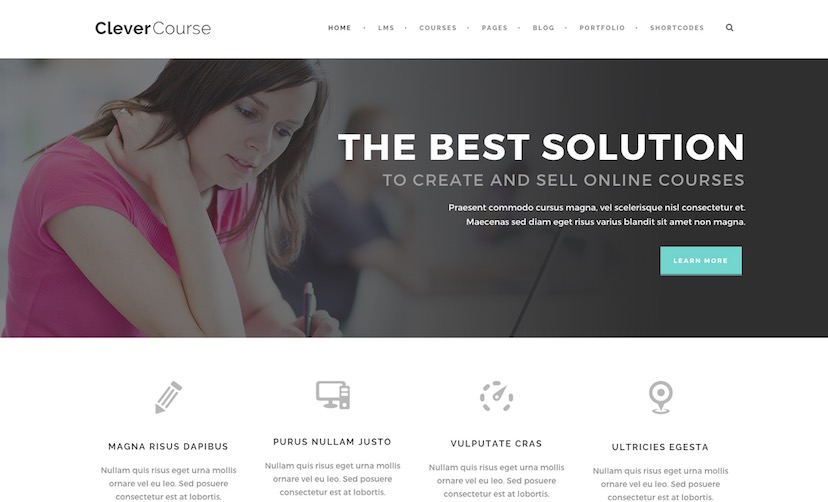 CleverCourse
HOME • LMS • COURSES • PAGES • BLOG • PORTFOLIO • SHORTCODES
THE BEST SOLUTION
TO CREATE AND SELL ONLINE COURSES
Praesent commodo cursus magna, vel scelerisque nisl consectetur et.
Maecenas sed diam eget risus varius blandit sit amet non magna.
LEARN MORE
MAGNA RISUS DAPIBUS
Nullam quis risus eget urna mollis
ornare vel eu leo. Sed posuere
consectetur est at lobortis.
PURUS NULLAM JUSTO
Nullam quis risus eget urna mollis
ornare vel eu leo. Sed posuere
consectetur est at lobortis.
VULPUTATE CRAS
Nullam quis risus eget urna mollis
ornare vel eu leo. Sed posuere
consectetur est at lobortis.
ULTRICIES EGESTA
Nullam quis risus eget urna mollis
ornare vel eu leo. Sed posuere
consectetur est at lobortis.